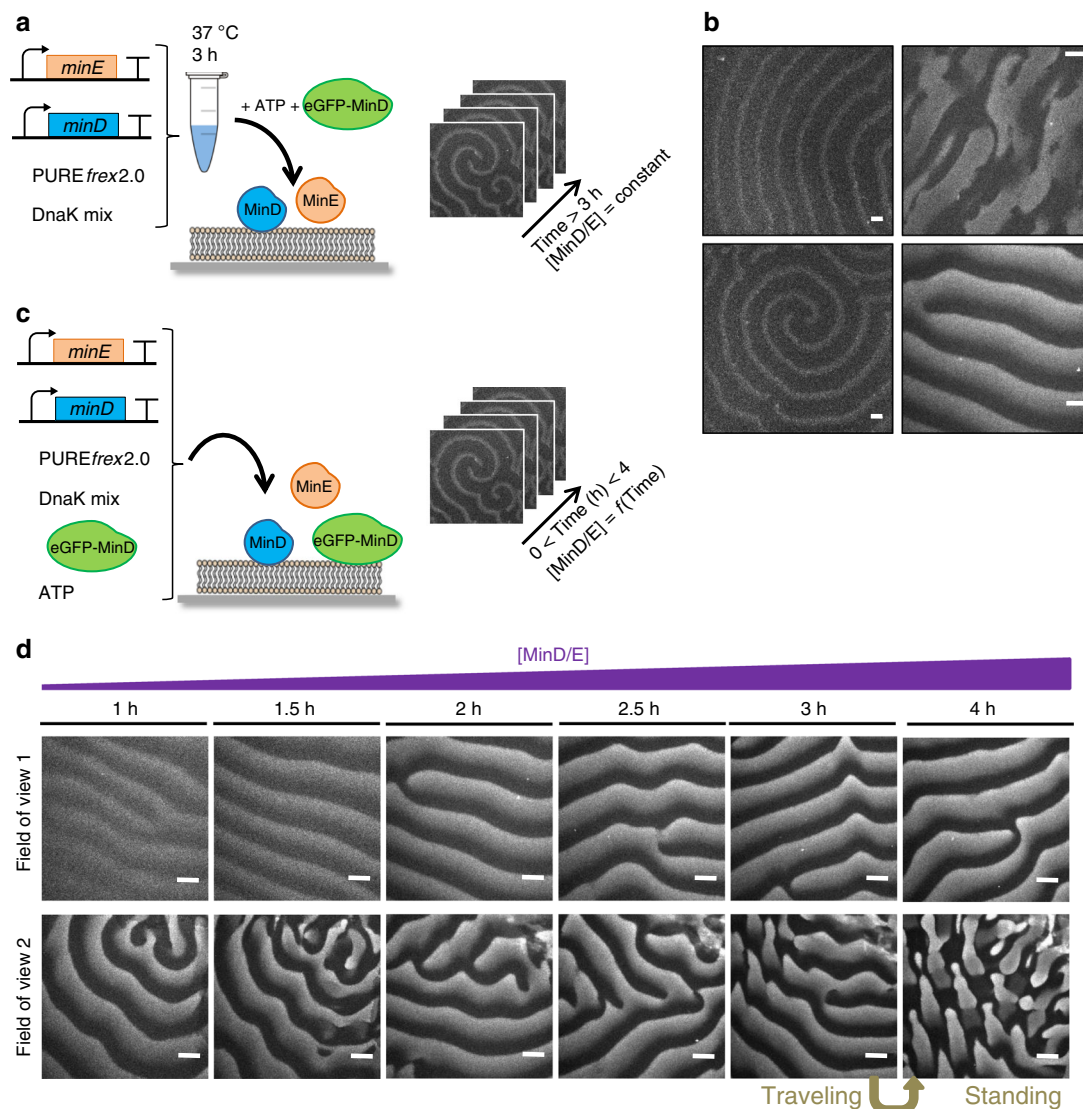 a
minE
minD
PUREfrex2.0
DnaK mix
37 °C
3 h
+ ATP +
eGFP-MinD
MinD
MinE
Time > 3 h
[MinD/E] = constant
b
c
minE
minD
PUREfrex2.0
DnaK mix
eGFP-MinD
ATP
MinE
MinD
eGFP-MinD
0 < Time (h) < 4
[MinD/E] = f(Time)
d
[MinD/E]
1 h
1.5 h
2 h
2.5 h
3 h
4 h
Field of view 1
Field of view 2
Traveling
Standing